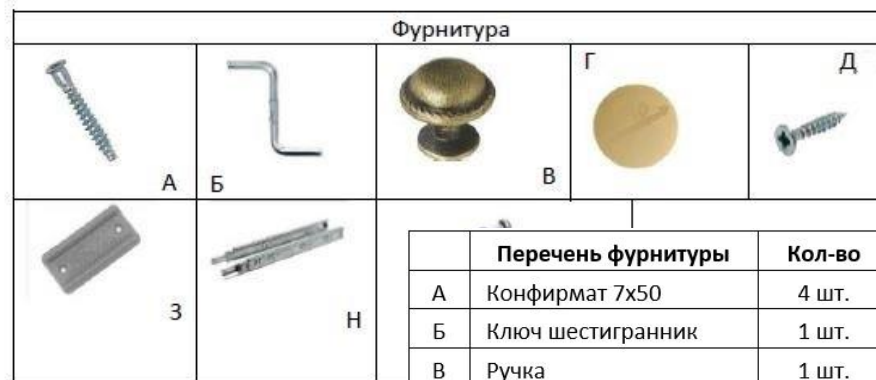 Фурнитура
А
Б
В
Г
Д
З
Н
Перечень фурнитуры Кол-во
А Конфирмат 7х50 4 шт.
Б Ключ шестигранник 1 шт.
В Ручка 1 шт.